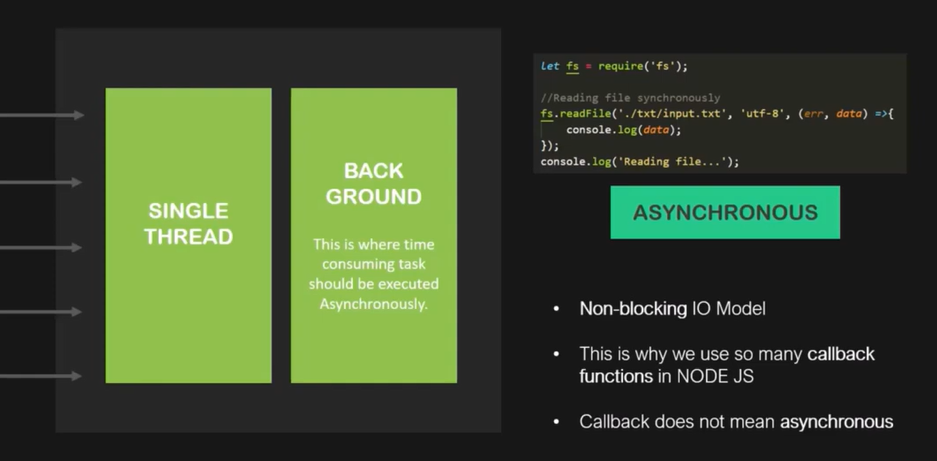 SINGLE
THREAD
BACK
GROUND
This is where time
consuming task
should be executed
Asynchronously.
let fs = require('fs');
//Reading file synchronously
fs.readFile('./txt/input.txt', 'utf-8', (err, data) =>{
console.log(data);
});
console.log('Reading file...');
ASYNCHRONOUS
• Non-blocking IO Model
• This is why we use so many callback
functions in NODE JS
• Callback does not mean asynchronous